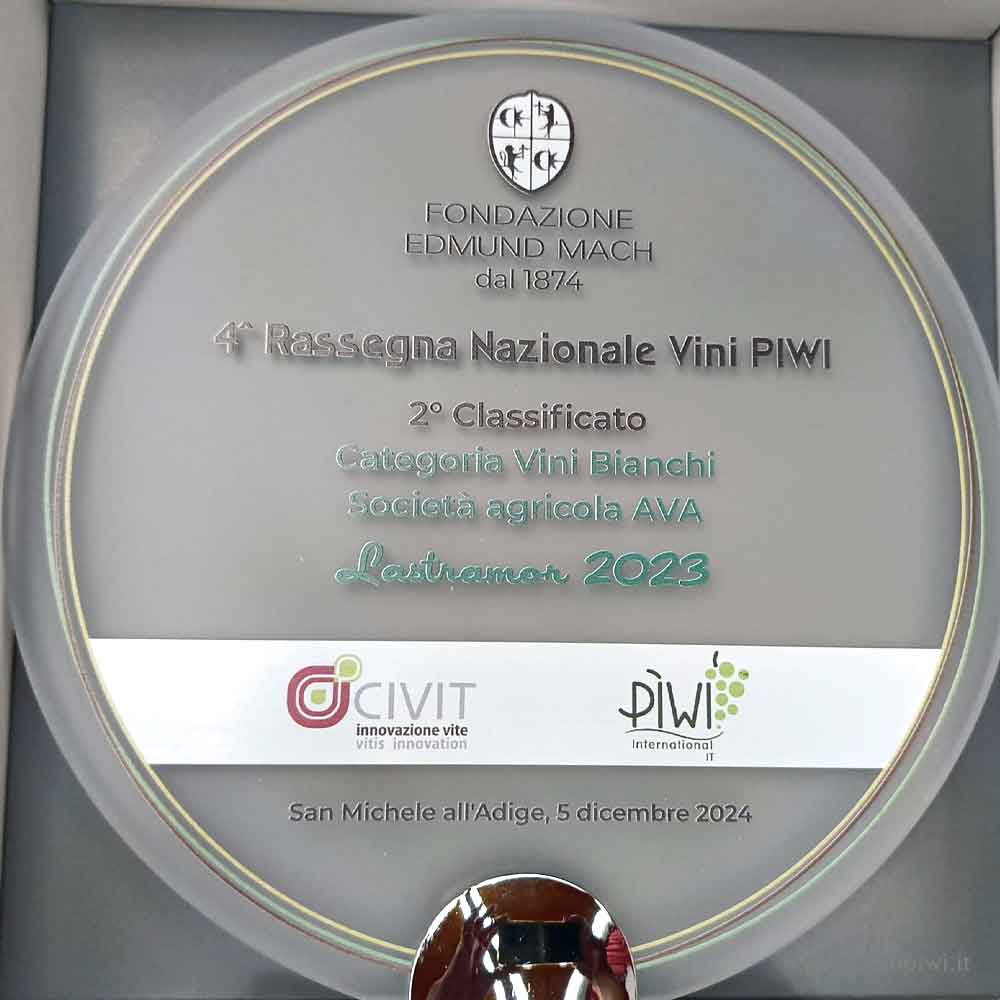 FONDAZIONE
EDMUND MACH
dal 1874
4^ Rassegna Nazionale Vini PIWI
2° Classificato
Categoria Vini Bianchi
Società agricola AVA
Lastramor 2023
CIVIT
innovazione vite
vitis innovation
PÌWI
International
IT
San Michele all'Adige, 5 dicembre 2024